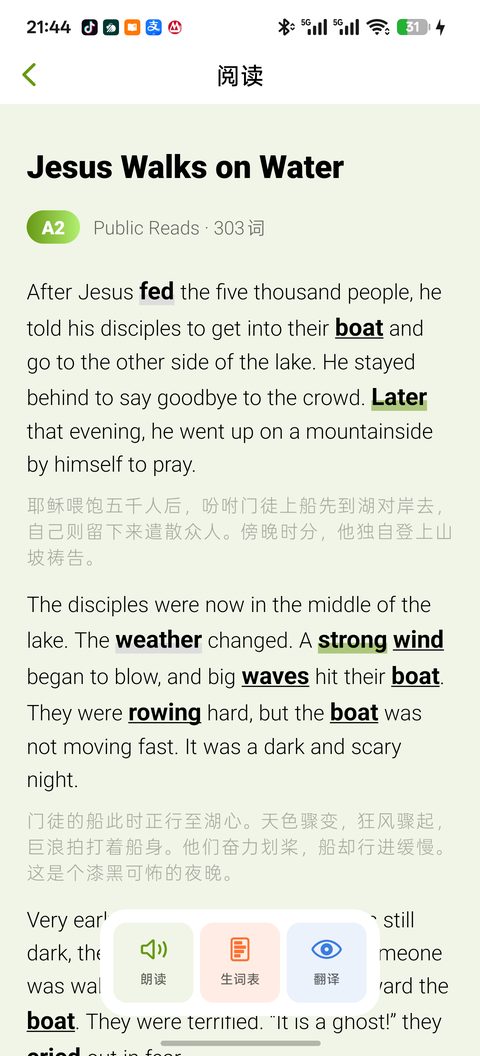 21:44
5G 5G 31
阅读
Jesus Walks on Water
A2 Public Reads · 303 词
After Jesus fed the five thousand people, he
told his disciples to get into their boat and
go to the other side of the lake. He stayed
behind to say goodbye to the crowd. Later
that evening, he went up on a mountainside
by himself to pray.
耶稣喂饱五千人后，吩咐门徒上船先到湖对岸去，
自己则留下来遣散众人。傍晚时分，他独自登上山
坡祷告。
The disciples were now in the middle of the
lake. The weather changed. A strong wind
began to blow, and big waves hit their boat.
They were rowing hard, but the boat was
not moving fast. It was a dark and scary
night.
门徒的船此时正行至湖心。天色骤变，狂风骤起，
巨浪拍打着船身。他们奋力划桨，船却行进缓慢。
这是个漆黑可怕的夜晚。
Very still
dark,
was the
朗读 生词表 翻译
boat. They were terrified. “It is a ghost!” they
cried out in fear